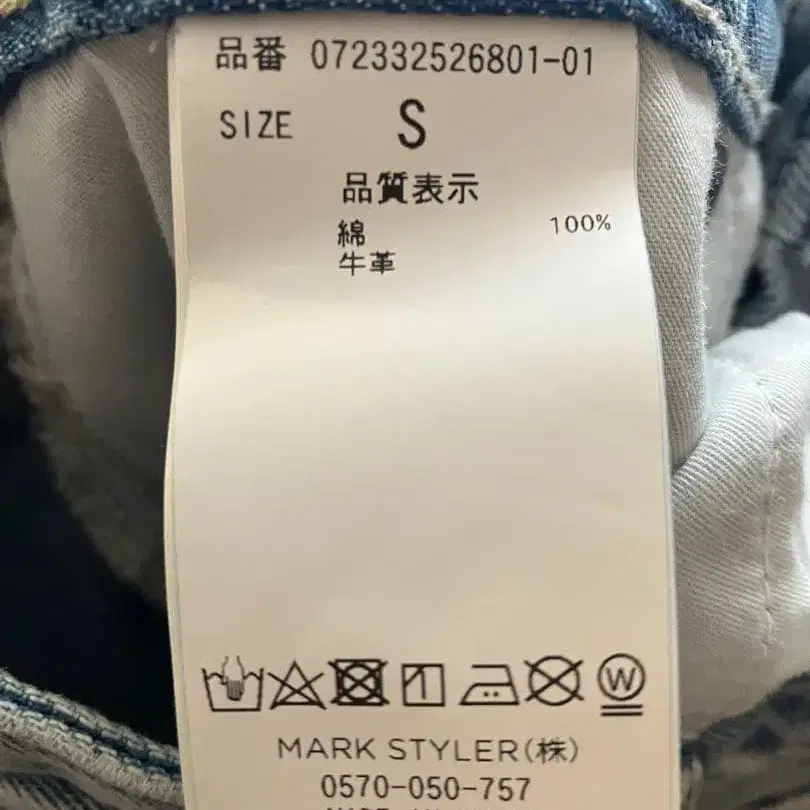 品番 072332526801-01
SIZE S
品質表示
綿 100%
牛革
W
MARK STYLER(株)
0570-050-757